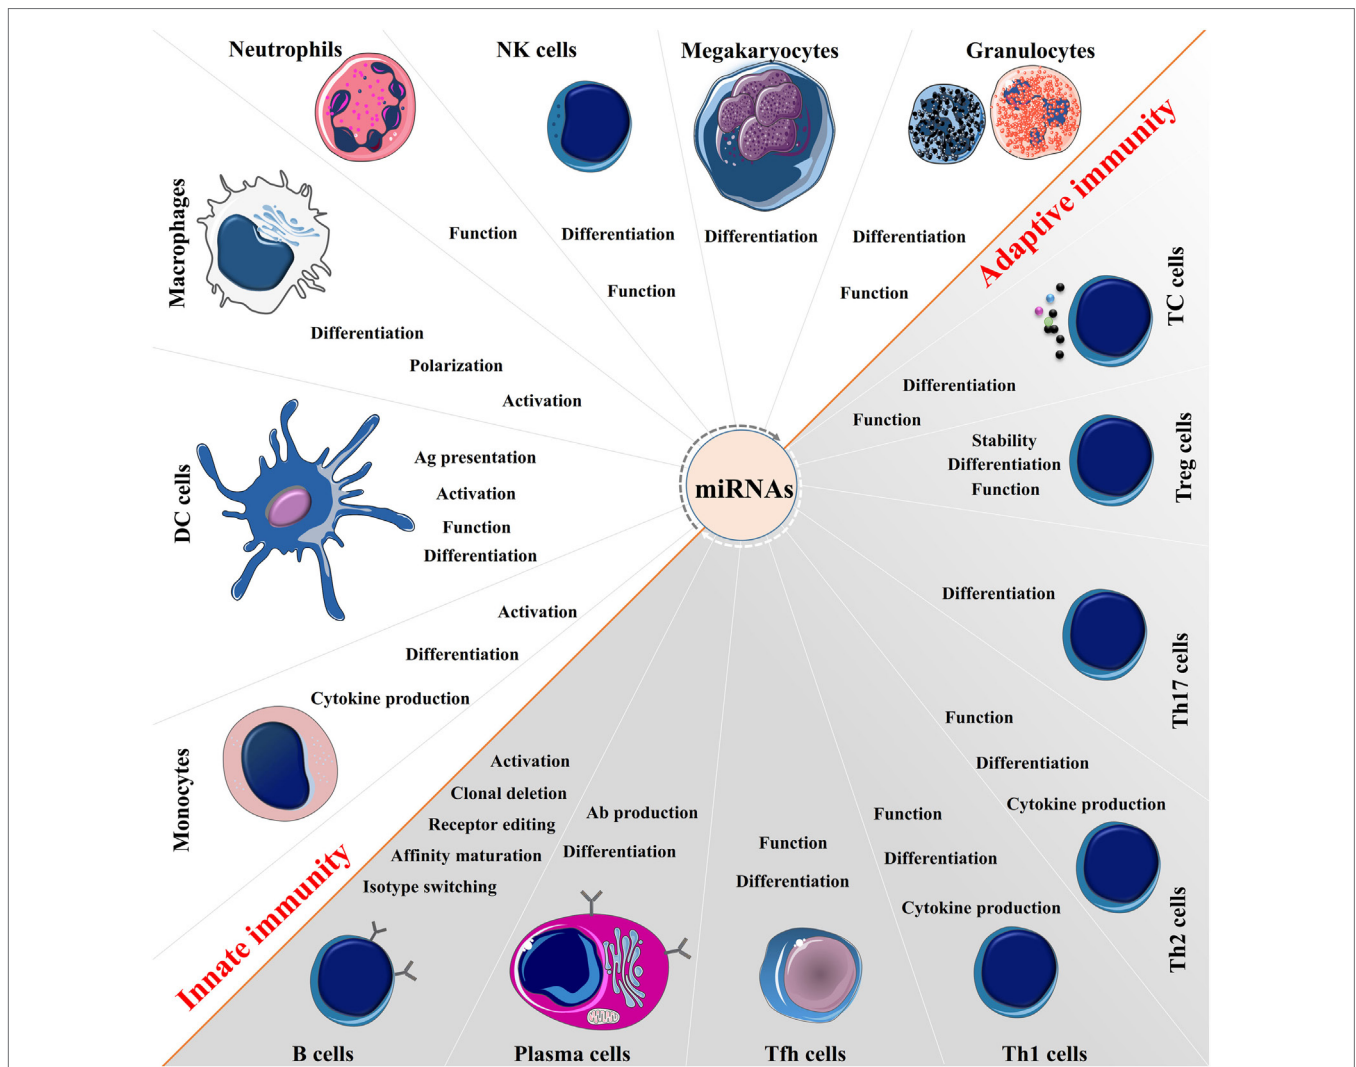 Neutrophils
NK cells
Megakaryocytes
Granulocytes
Macrophages
Adaptive immunity
TC cells
Function
Differentiation
Function
Differentiation
Differentiation
Function
Differentiation
Polarization
Activation
Differentiation
Function
Treg cells
Stability
Differentiation
Function
DC cells
Ag presentation
Activation
Function
Differentiation
miRNAs
Differentiation
Th17 cells
Activation
Differentiation
Cytokine production
Monocytes
Function
Differentiation
Cytokine production
Th2 cells
Innate immunity
Activation
Clonal deletion
Receptor editing
Affinity maturation
Isotype switching
Ab production
Differentiation
Function
Differentiation
Function
Differentiation
Cytokine production
B cells
Plasma cells
Tfh cells
Th1 cells